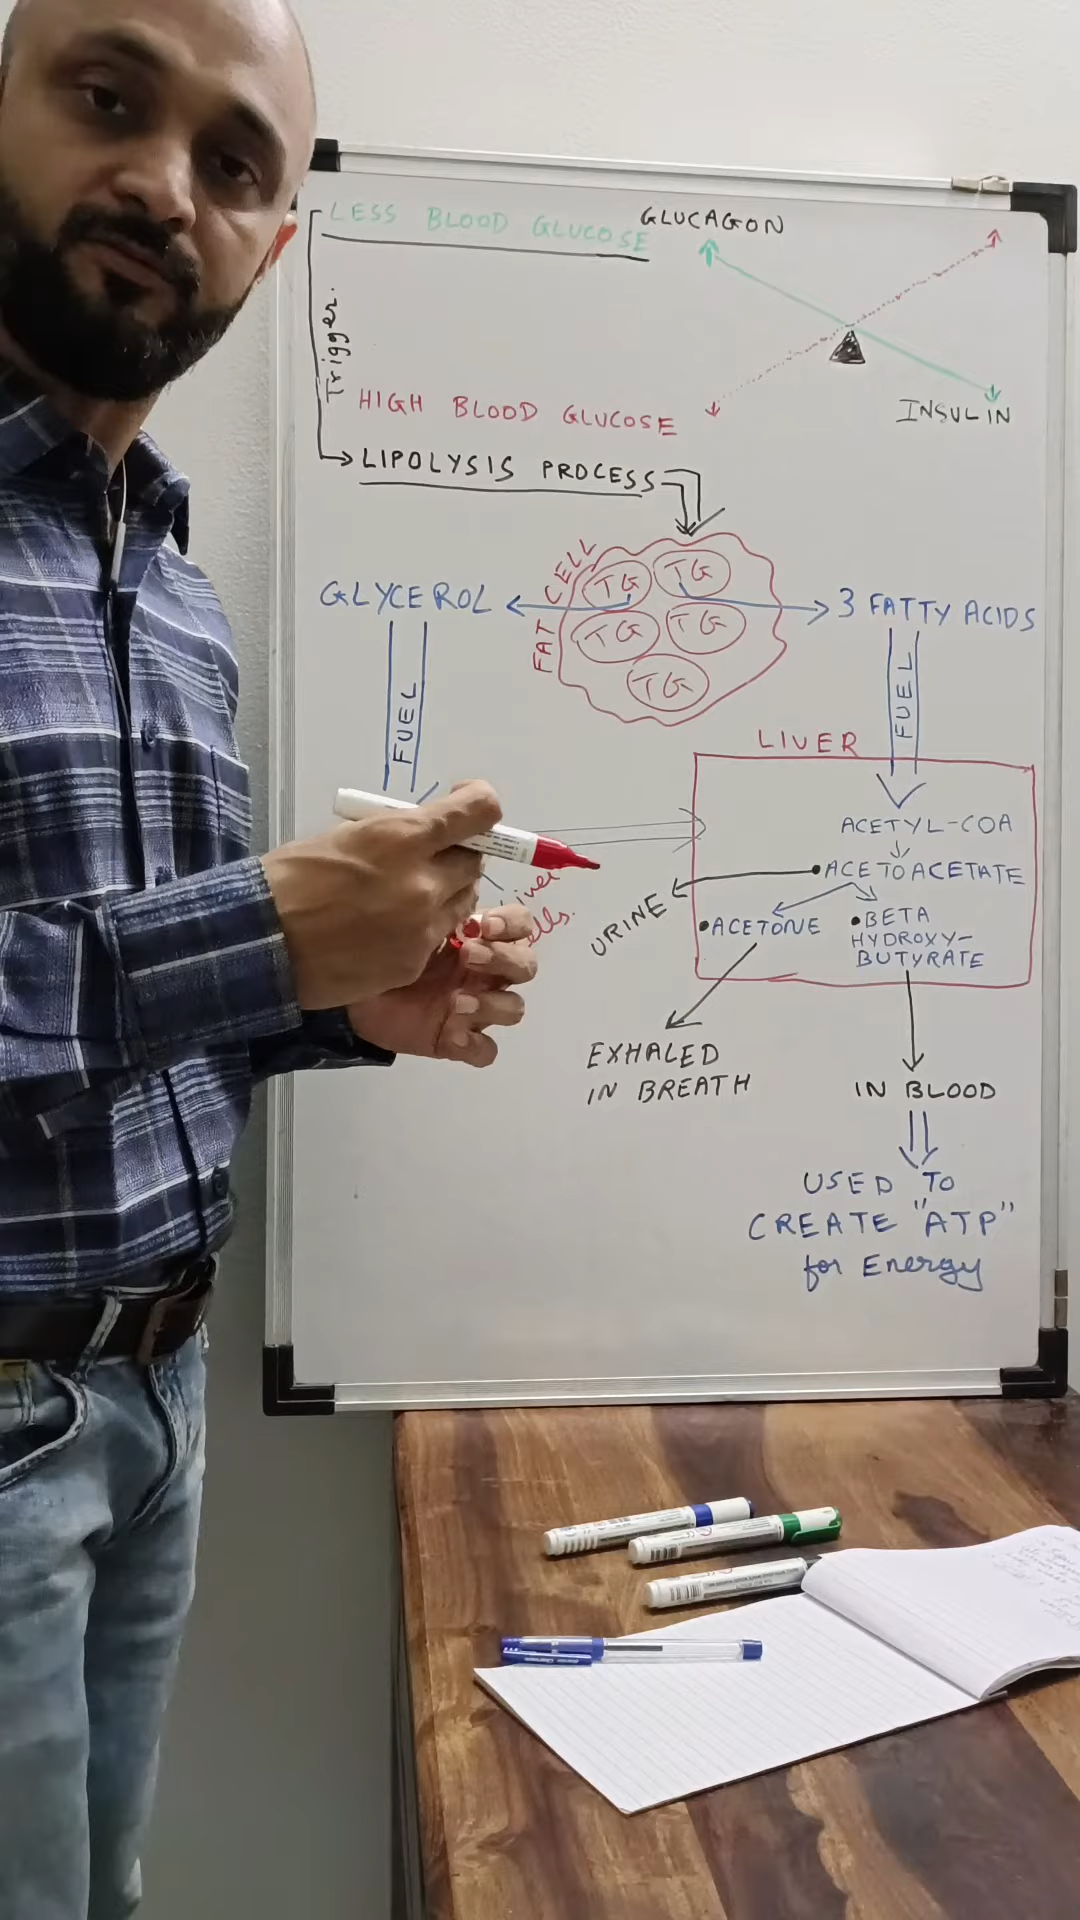 LESS BLOOD GLUCOSE
GLUCAGON
Trigger.
HIGH BLOOD GLUCOSE
INSULIN
LIPOLYSIS PROCESS
FAT CELL
TG
TG
TG
TG
TG
GLYCEROL
3 FATTY ACIDS
FUEL
FUEL
LIVER
ACETYL-COA
•ACETOACETATE
URINE
•ACETONE
•BETA
HYDROXY-
BUTYRATE
EXHALED
IN BREATH
IN BLOOD
USED TO
CREATE "ATP"
for Energy